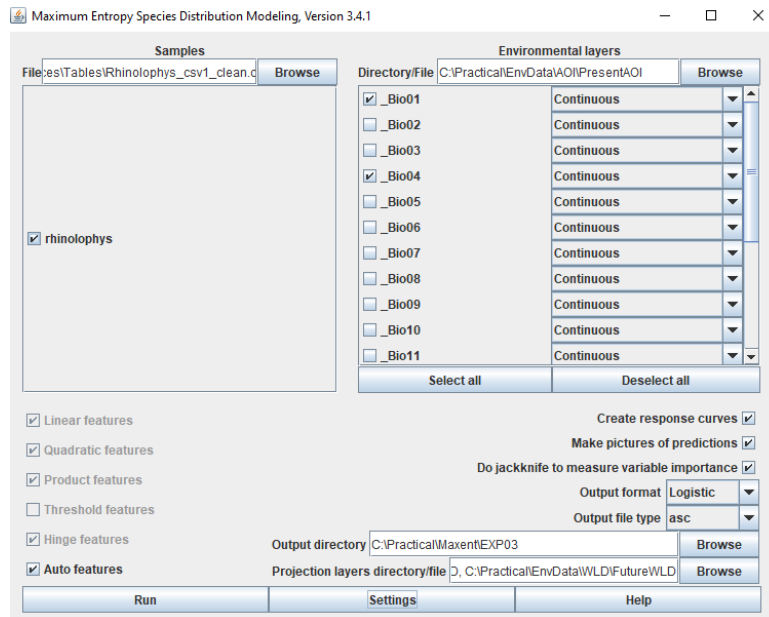 Maximum Entropy Species Distribution Modeling, Version 3.4.1
Samples
File :es\Tables\Rhinolophys_csv1_clean.c Browse
rhinolophys
Environmental layers
Directory/File C:\Practical\EnvData\AOI\PresentAOI Browse
_Bio01 Continuous
_Bio02 Continuous
_Bio03 Continuous
_Bio04 Continuous
_Bio05 Continuous
_Bio06 Continuous
_Bio07 Continuous
_Bio08 Continuous
_Bio09 Continuous
_Bio10 Continuous
_Bio11 Continuous
Select all Deselect all
Linear features
Quadratic features
Product features
Threshold features
Hinge features
Auto features
Create response curves
Make pictures of predictions
Do jackknife to measure variable importance
Output format Logistic
Output file type asc
Output directory C:\Practical\Maxent\EXP03 Browse
Projection layers directory/file O, C:\Practical\EnvData\WLD\FutureWLD Browse
Run Settings Help